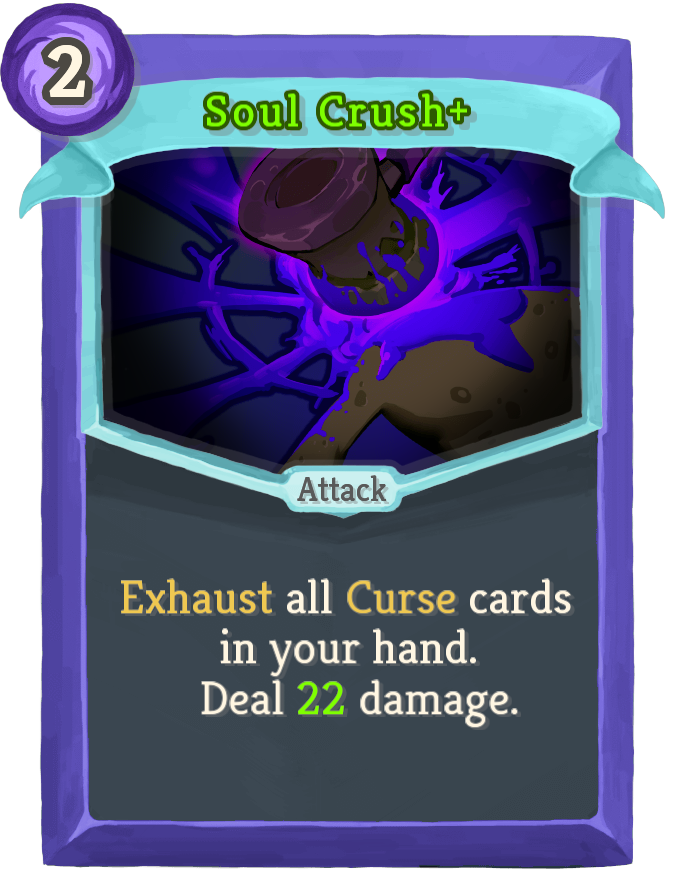 2
Soul Crush+
Attack
Exhaust all Curse cards
in your hand.
Deal 22 damage.